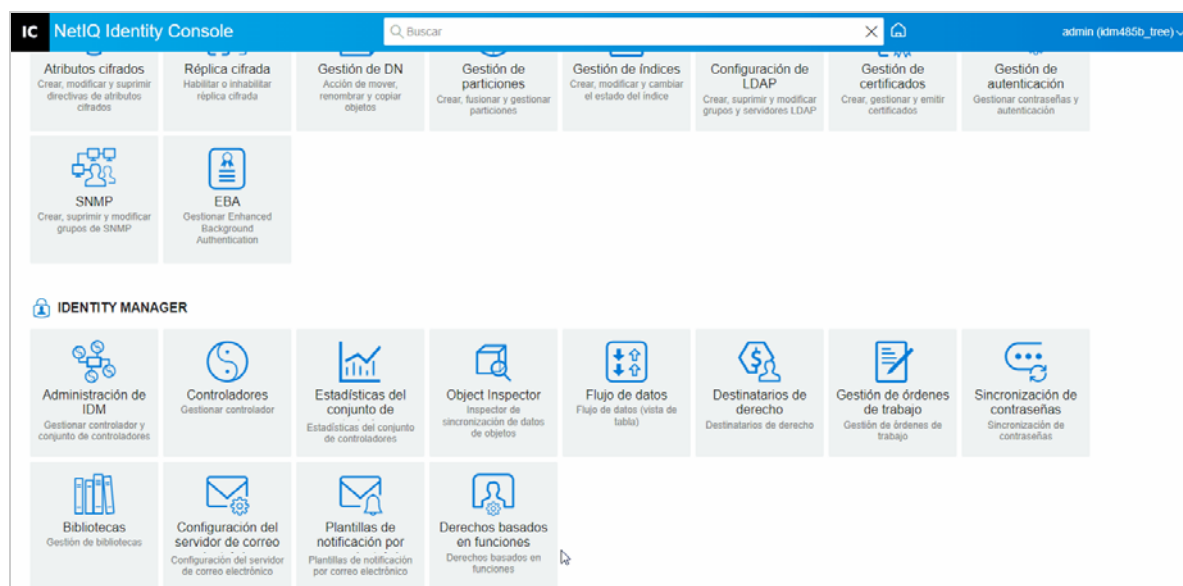 IC NetIQ Identity Console
Buscar
admin (idm485b_tree)
Atributos cifrados
Crear, modificar y suprimir
directivas de atributos
cifrados
Réplica cifrada
Habilitar o inhabilitar
réplica cifrada
Gestión de DN
Acción de mover,
renombrar y copiar
objetos
Gestión de
particiones
Crear, fusionar y gestionar
particiones
Gestión de índices
Crear, modificar y cambiar
el estado del índice
Configuración de
LDAP
Crear, suprimir y modificar
grupos y servidores LDAP
Gestión de
certificados
Crear, gestionar y emitir
certificados
Gestión de
autenticación
Gestionar contraseñas y
autenticación
SNMP
Crear, suprimir y modificar
grupos de SNMP
EBA
Gestionar Enhanced
Background
Authentication
IDENTITY MANAGER
Administración de
IDM
Gestionar controlador y
conjunto de controladores
Controladores
Gestionar controlador
Estadísticas del
conjunto de
Estadísticas del conjunto
de controladores
Object Inspector
Inspector de
sincronización de datos
de objetos
Flujo de datos
Flujo de datos (vista de
tabla)
Destinatarios de
derecho
Destinatarios de derecho
Gestión de órdenes
de trabajo
Gestión de órdenes de
trabajo
Sincronización de
contraseñas
Sincronización de
contraseñas
Bibliotecas
Gestión de bibliotecas
Configuración del
servidor de correo
Configuración del servidor
de correo electrónico
Plantillas de
notificación por
Plantillas de notificación
por correo electrónico
Derechos basados
en funciones
Derechos basados en
funciones